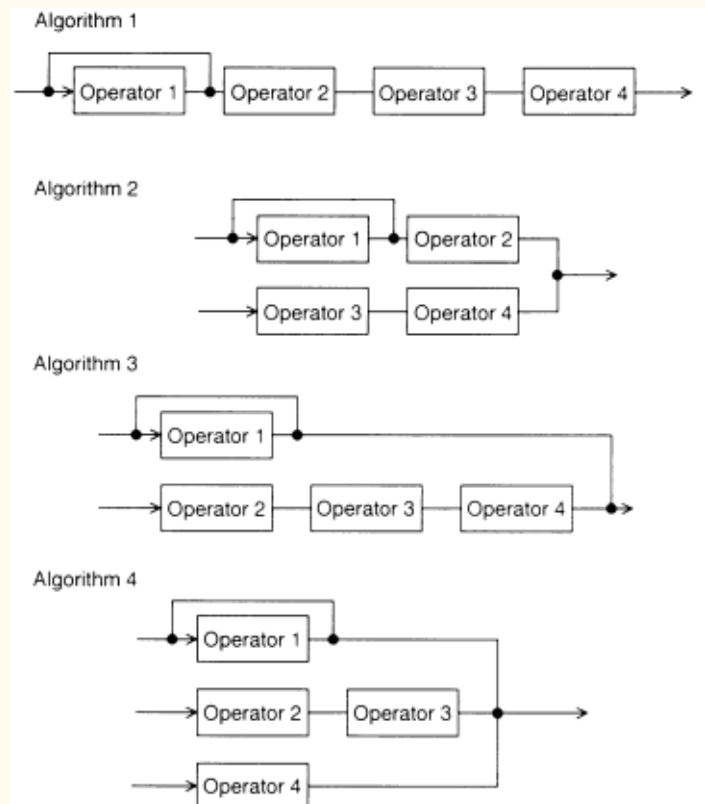 Algorithm 1
Operator 1 Operator 2 Operator 3 Operator 4
Algorithm 2
Operator 1 Operator 2
Operator 3 Operator 4
Algorithm 3
Operator 1
Operator 2 Operator 3 Operator 4
Algorithm 4
Operator 1
Operator 2 Operator 3
Operator 4